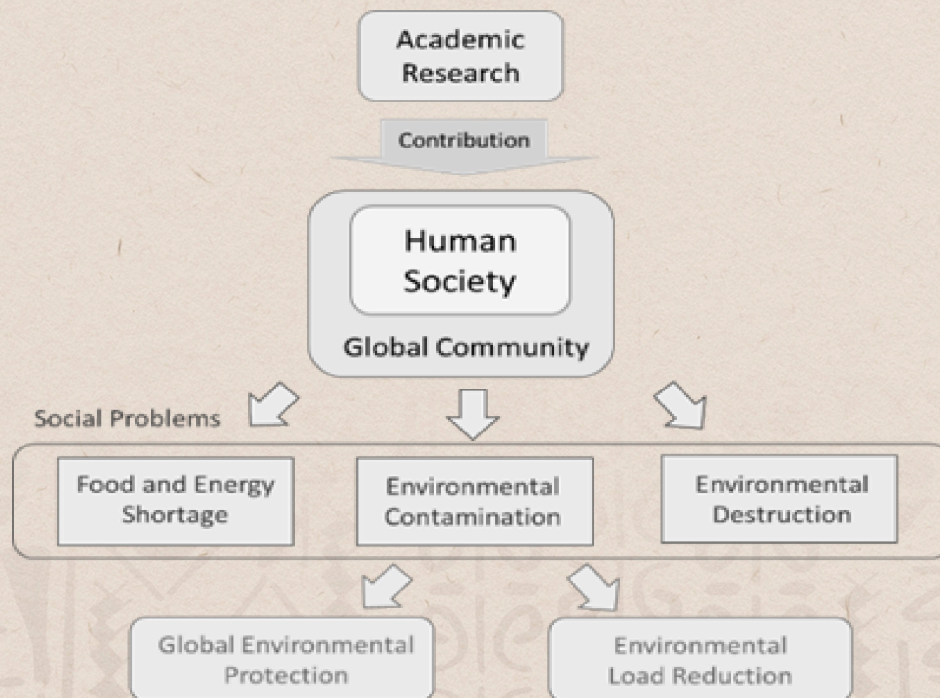 Academic
Research
Contribution
Human
Society
Global Community
Social Problems
Food and Energy
Shortage
Environmental
Contamination
Environmental
Destruction
Global Environmental
Protection
Environmental
Load Reduction